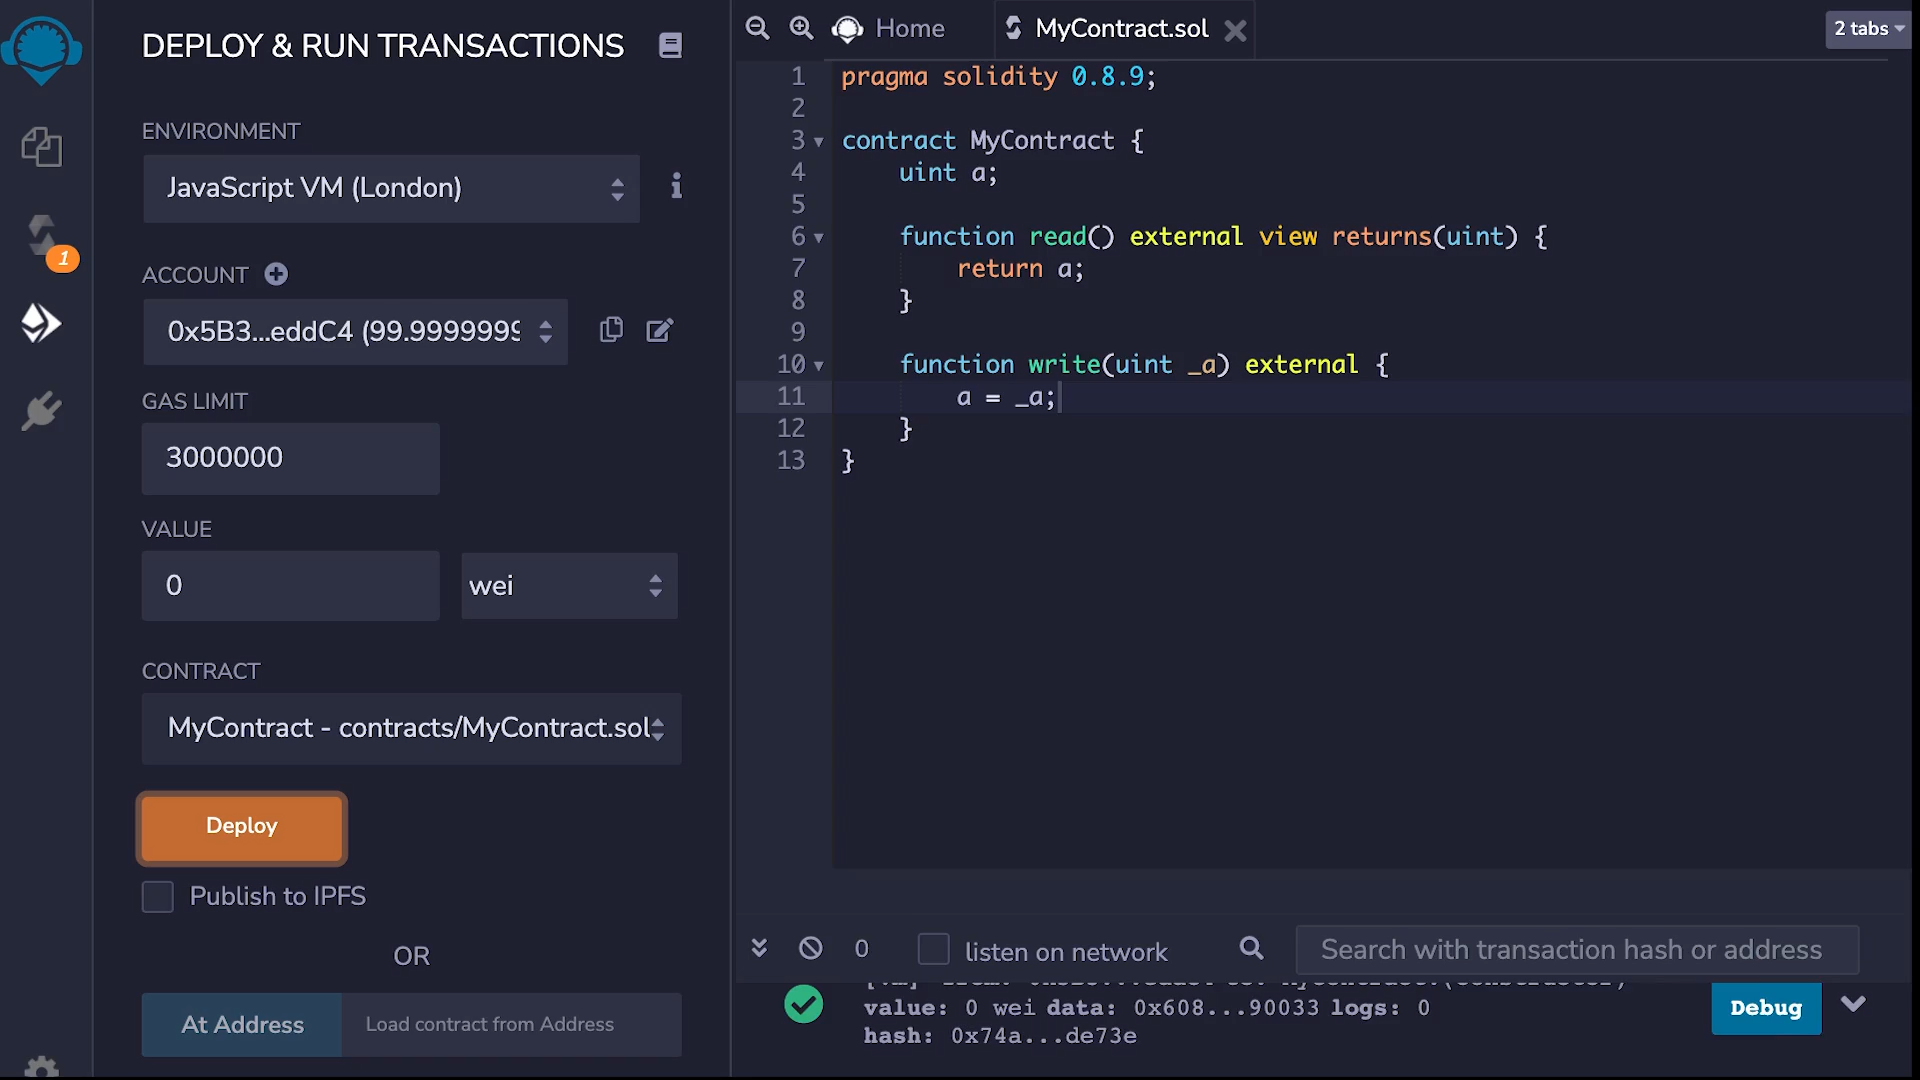 DEPLOY & RUN TRANSACTIONS
ENVIRONMENT
JavaScript VM (London)
ACCOUNT
0x5B3...eddC4 (99.9999999
GAS LIMIT
3000000
VALUE
0
wei
CONTRACT
MyContract - contracts/MyContract.sol
Deploy
Publish to IPFS
OR
At Address
Load contract from Address
1
Home
MyContract.sol
2 tabs
1 pragma solidity 0.8.9;
2
3 contract MyContract {
4 uint a;
5
6 function read() external view returns(uint) {
7 return a;
8 }
9
10 function write(uint _a) external {
11 a = _a;
12 }
13 }
0
listen on network
Search with transaction hash or address
value: 0 wei data: 0x608...90033 logs: 0
hash: 0x74a...de73e
Debug